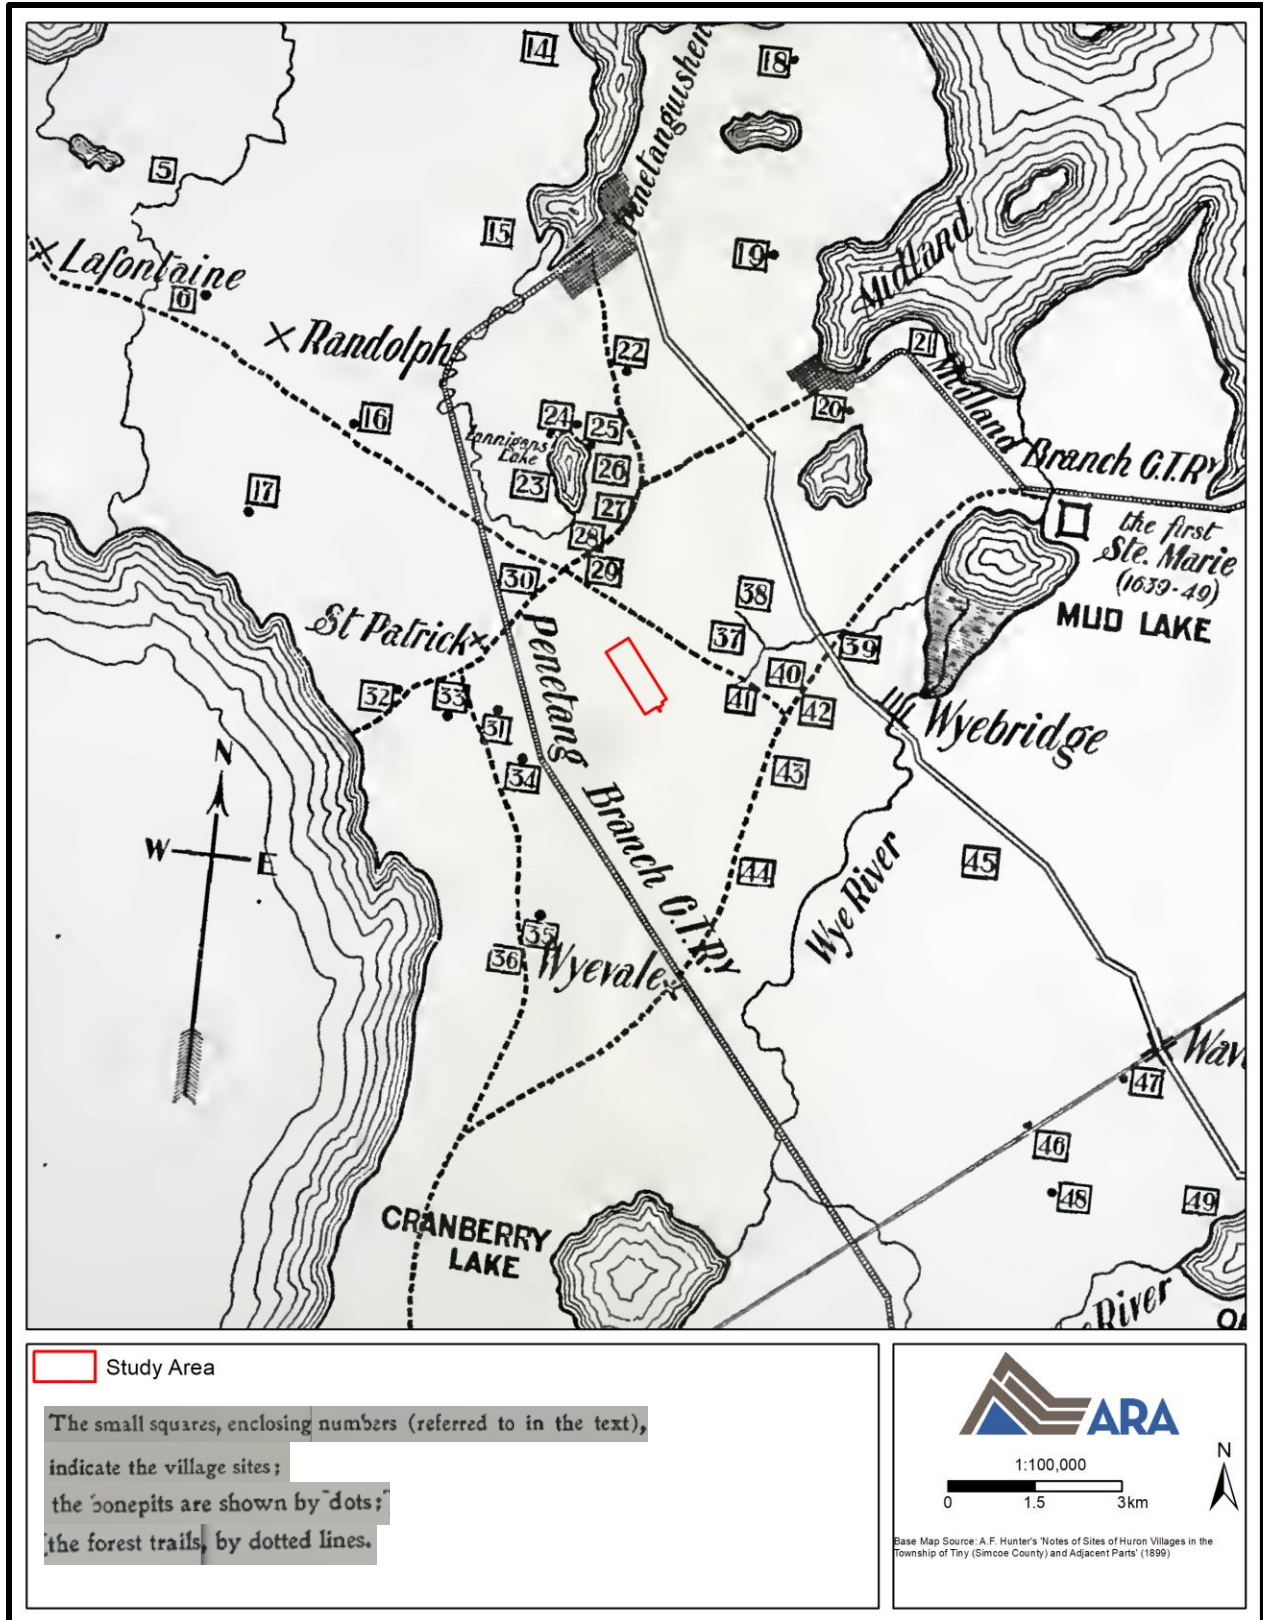 14
Penetanguishene
18
5
15
19
Midland
Lafontaine
6
Randolph
22
21
Midland
Branch G.T.Ry
16
24
25
20
Lannigans
Lake
26
17
23
27
the first
Ste. Marie
(1639-49)
MUD LAKE
28
29
30
38
St Patrick
37
39
Penetang
Branch G.T.RY
32
33
40
41
42
31
Wyebridge
N
34
43
W
E
44
45
Wye River
35
36
Wyevale
Wav
47
46
48
49
CRANBERRY
LAKE
River
Study Area
The small squares, enclosing numbers (referred to in the text),
indicate the village sites;
the bonepits are shown by dots;
the forest trails, by dotted lines.
ARA
1:100,000
N
0 1.5 3km
Base Map Source: A.F. Hunter's 'Notes of Sites of Huron Villages in the
Township of Tiny (Simcoe County) and Adjacent Parts' (1899)